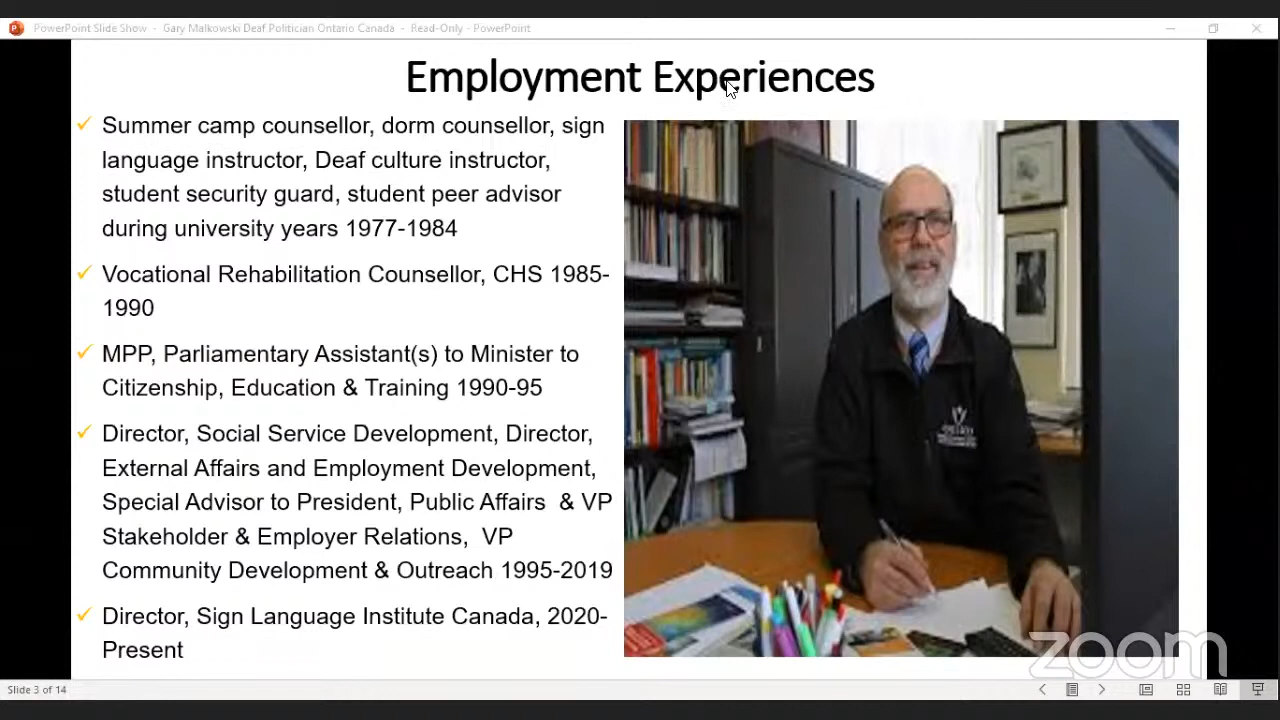 PowerPoint Slide Show - Gary Malkowski Deaf Politician Ontario Canada - Read-Only - PowerPoint
Employment Experiences
Summer camp counsellor, dorm counsellor, sign
language instructor, Deaf culture instructor,
student security guard, student peer advisor
during university years 1977-1984
Vocational Rehabilitation Counsellor, CHS 1985-
1990
MPP, Parliamentary Assistant(s) to Minister to
Citizenship, Education & Training 1990-95
Director, Social Service Development, Director,
External Affairs and Employment Development,
Special Advisor to President, Public Affairs & VP
Stakeholder & Employer Relations, VP
Community Development & Outreach 1995-2019
Director, Sign Language Institute Canada, 2020-
Present
zoom
Slide 3 of 14